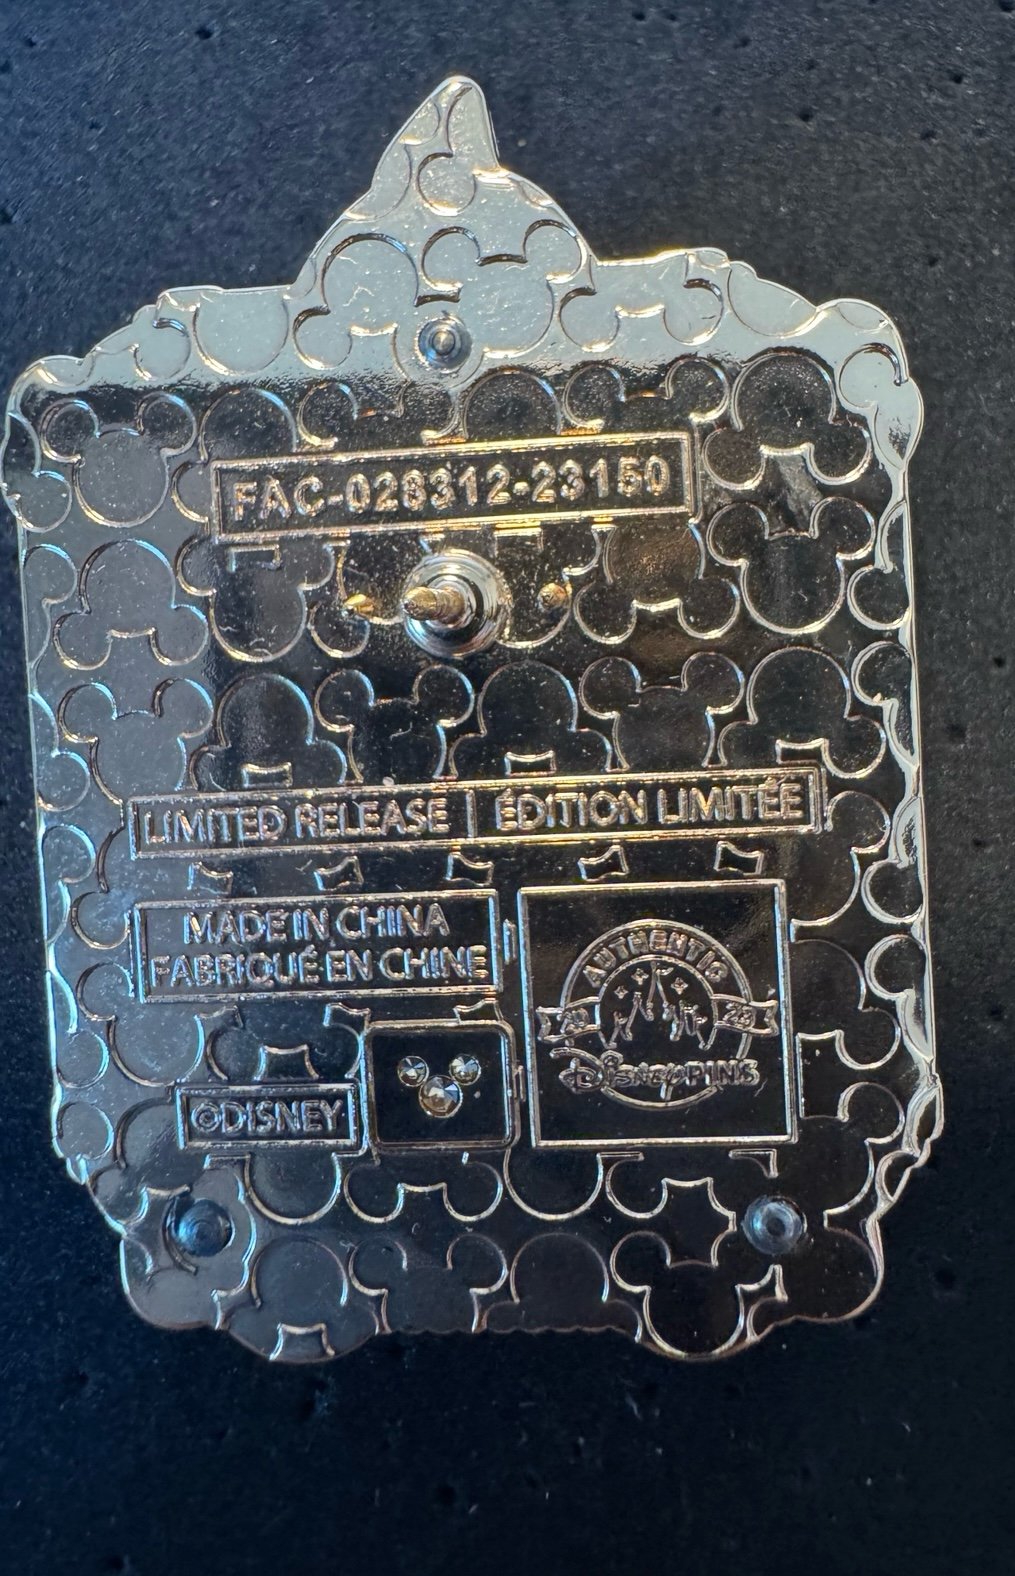 FAC-028312-23150
LIMITED RELEASE | ÉDITION LIMITÉE
MADE IN CHINA
FABRIQUÉ EN CHINE
AUTHENTIC
20 23
Disney PINS
©DISNEY